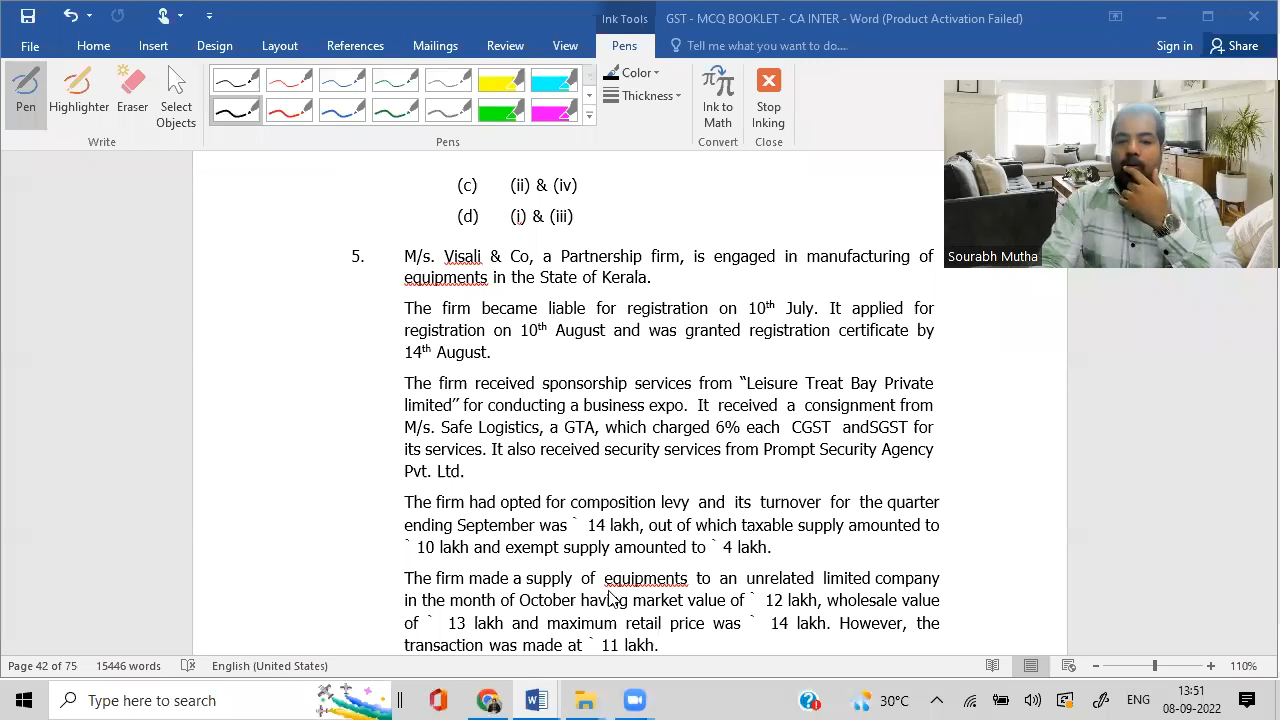 Ink Tools
GST - MCQ BOOKLET - CA INTER - Word (Product Activation Failed)
File Home Insert Design Layout References Mailings Review View Pens Tell me what you want to do.... Sign in Share
Pen Highlighter Eraser Select Objects
Color
Thickness
Ink to Math
Stop Inking
Write Pens Convert Close
(c) (ii) & (iv)
(d) (i) & (iii)
5. M/s. Visali & Co, a Partnership firm, is engaged in manufacturing of
equipments in the State of Kerala.
The firm became liable for registration on 10th July. It applied for
registration on 10th August and was granted registration certificate by
14th August.
The firm received sponsorship services from “Leisure Treat Bay Private
limited” for conducting a business expo. It received a consignment from
M/s. Safe Logistics, a GTA, which charged 6% each CGST andSGST for
its services. It also received security services from Prompt Security Agency
Pvt. Ltd.
The firm had opted for composition levy and its turnover for the quarter
ending September was ` 14 lakh, out of which taxable supply amounted to
` 10 lakh and exempt supply amounted to ` 4 lakh.
The firm made a supply of equipments to an unrelated limited company
in the month of October having market value of ` 12 lakh, wholesale value
of ` 13 lakh and maximum retail price was ` 14 lakh. However, the
transaction was made at ` 11 lakh.
Sourabh Mutha
Page 42 of 75 15446 words English (United States) 110%
Type here to search 30°C ENG 13:51
08-09-2022